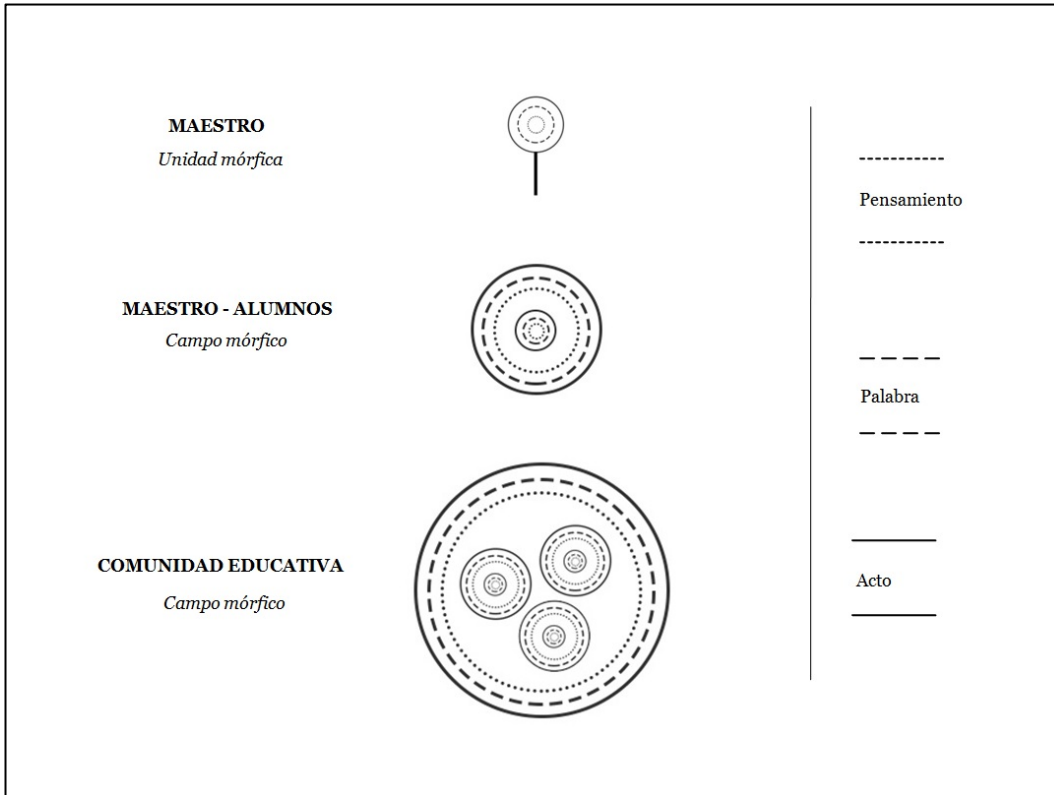 MAESTRO
Unidad mórfica
MAESTRO - ALUMNOS
Campo mórfico
COMUNIDAD EDUCATIVA
Campo mórfico
Pensamiento
Palabra
Acto